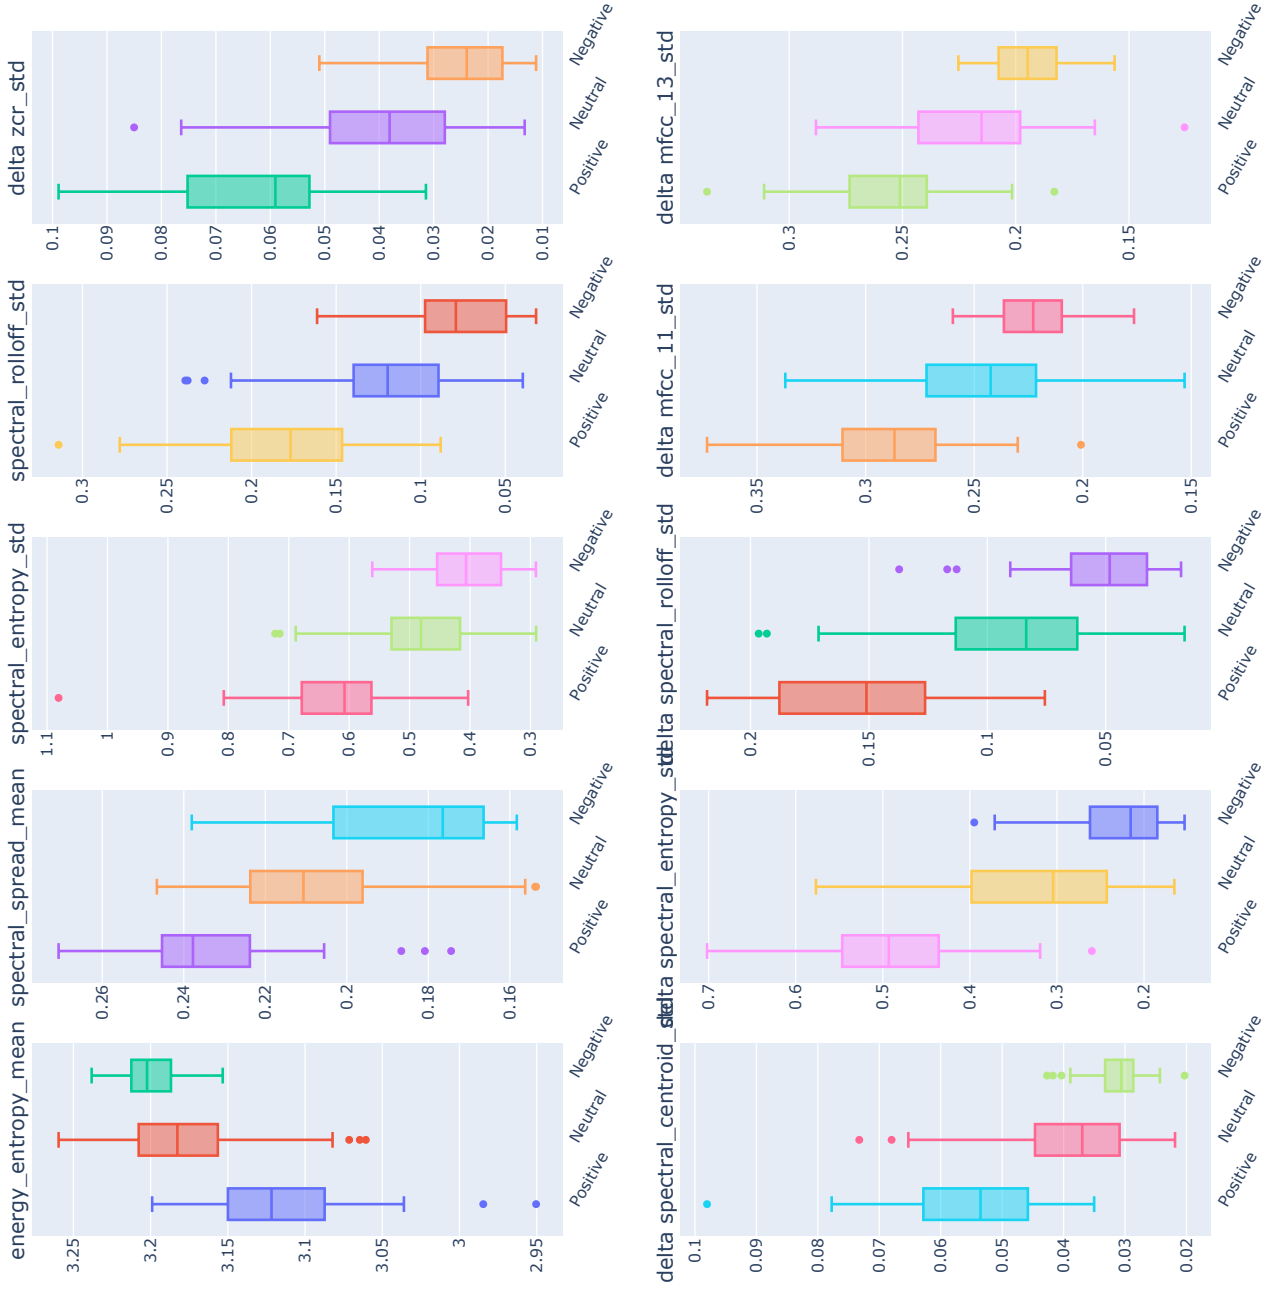 energy_entropy_mean
3.25
3.2
3.15
3.1
3.05
3
2.95
Positive
Neutral
Negative
spectral_spread_mean
0.26
0.24
0.22
0.2
0.18
0.16
Positive
Neutral
Negative
spectral_entropy_std
1.1
1
0.9
0.8
0.7
0.6
0.5
0.4
0.3
Positive
Neutral
Negative
spectral_rolloff_std
0.3
0.25
0.2
0.15
0.1
0.05
Positive
Neutral
Negative
delta zcr_std
0.1
0.09
0.08
0.07
0.06
0.05
0.04
0.03
0.02
0.01
Positive
Neutral
Negative
delta spectral_centroid_std
0.1
0.09
0.08
0.07
0.06
0.05
0.04
0.03
0.02
Positive
Neutral
Negative
delta spectral_entropy_std
0.7
0.6
0.5
0.4
0.3
0.2
Positive
Neutral
Negative
delta spectral_rolloff_std
0.2
0.15
0.1
0.05
Positive
Neutral
Negative
delta mfcc_11_std
0.35
0.3
0.25
0.2
0.15
Positive
Neutral
Negative
delta mfcc_13_std
0.3
0.25
0.2
0.15
Positive
Neutral
Negative